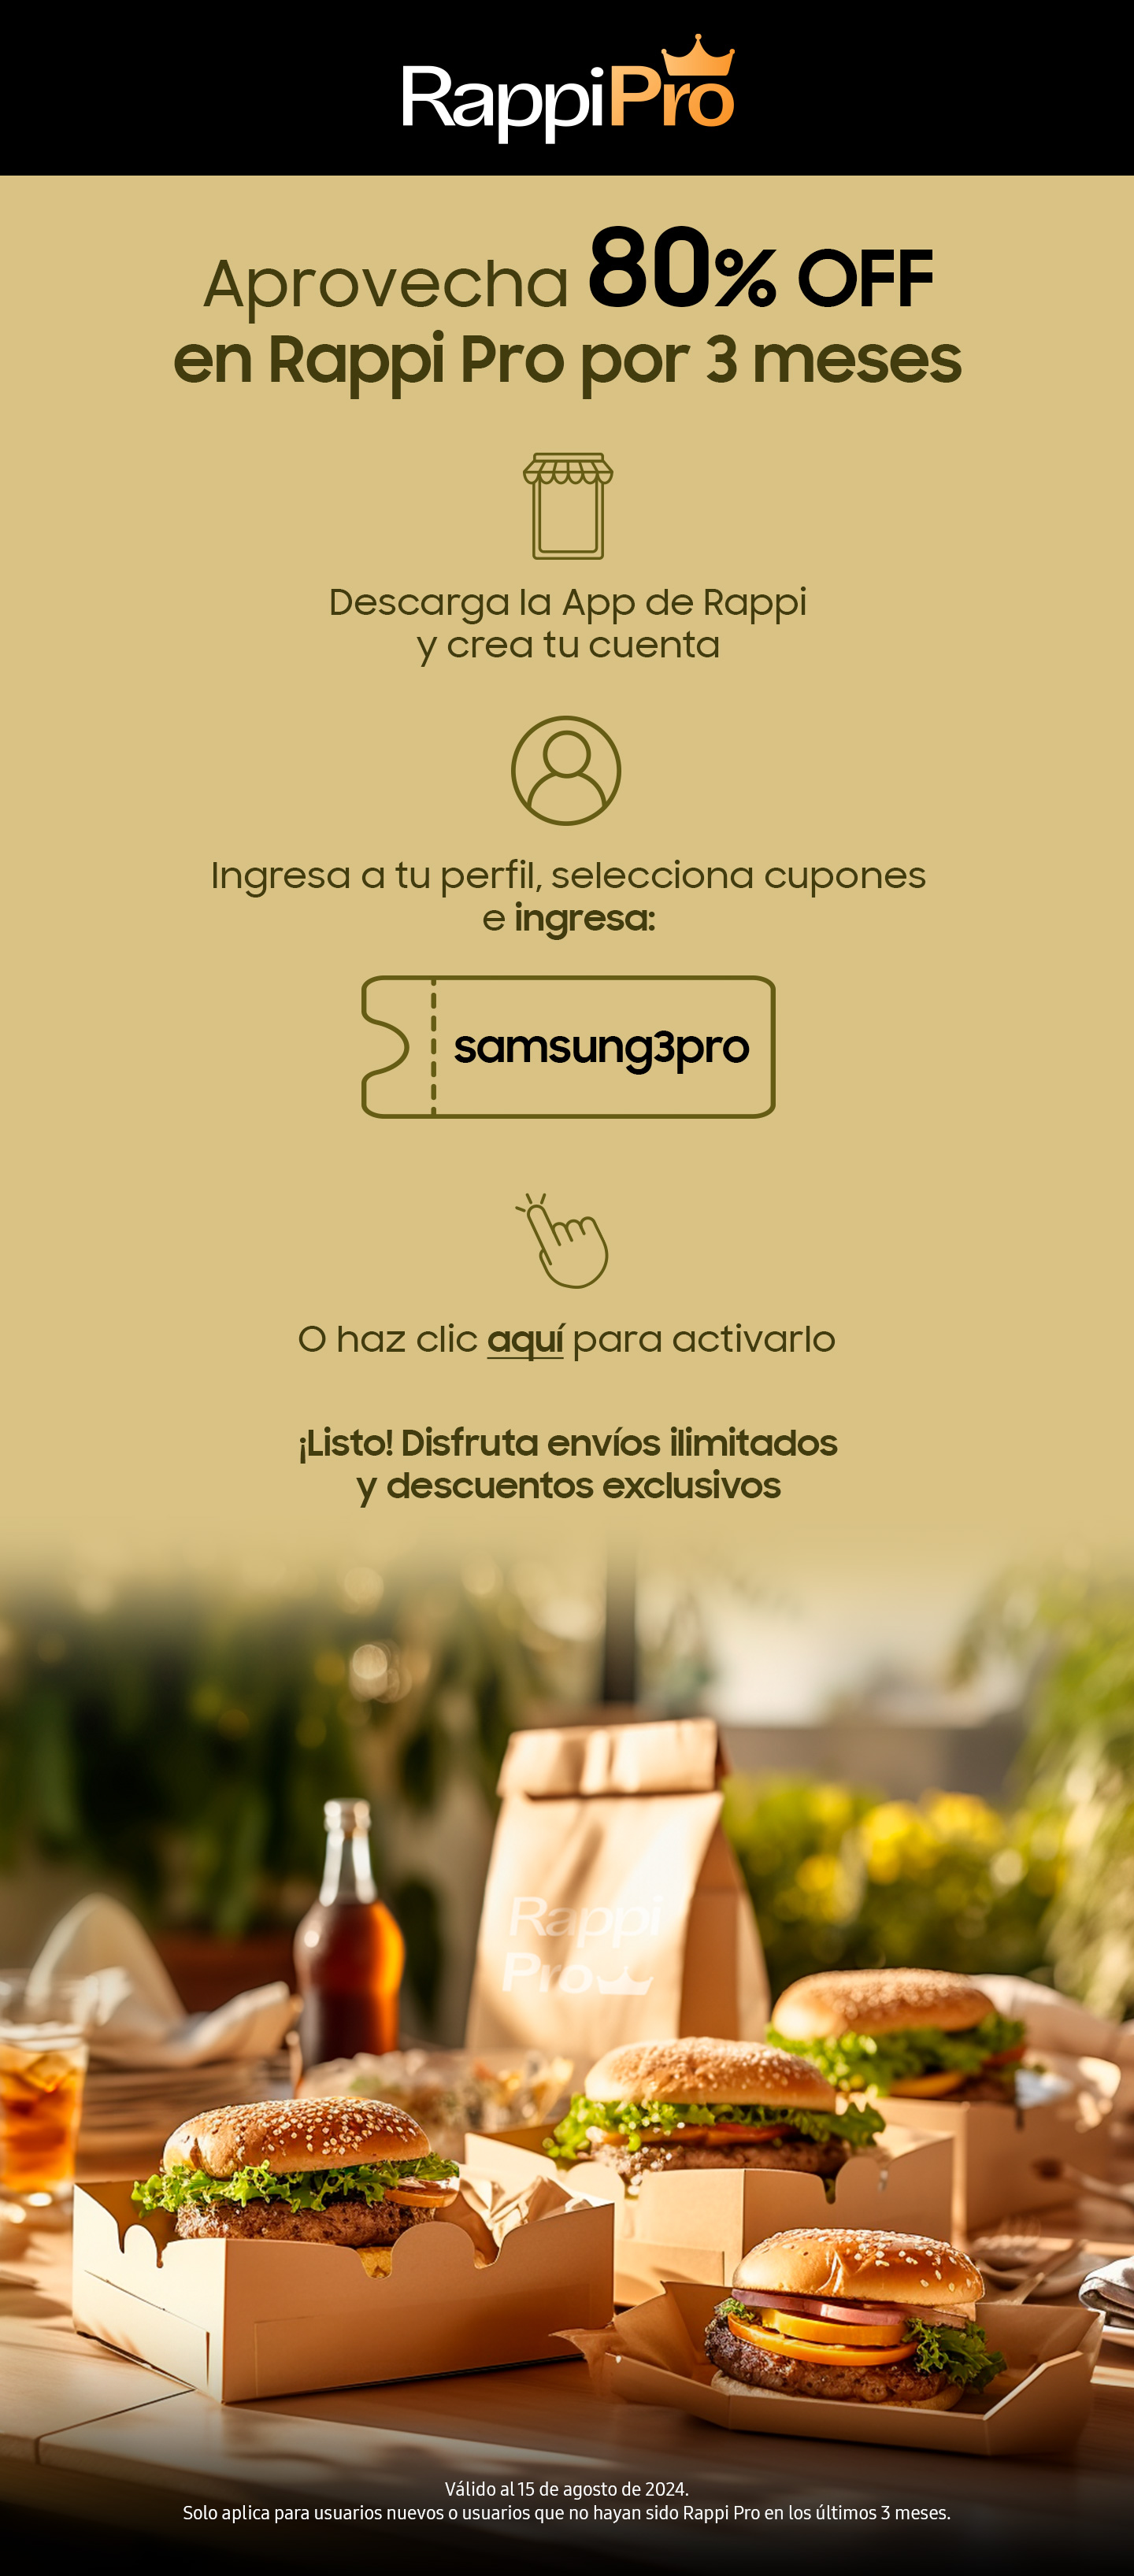 RappiPro
Aprovecha 80% OFF
en Rappi Pro por 3 meses
Descarga la App de Rappi
y crea tu cuenta
Ingresa a tu perfil, selecciona cupones
e ingresa:
samsung3pro
O haz clic aquí para activarlo
¡Listo! Disfruta envíos ilimitados
y descuentos exclusivos
Rappi
Pro
Válido al 15 de agosto de 2024.
Solo aplica para usuarios nuevos o usuarios que no hayan sido Rappi Pro en los últimos 3 meses.